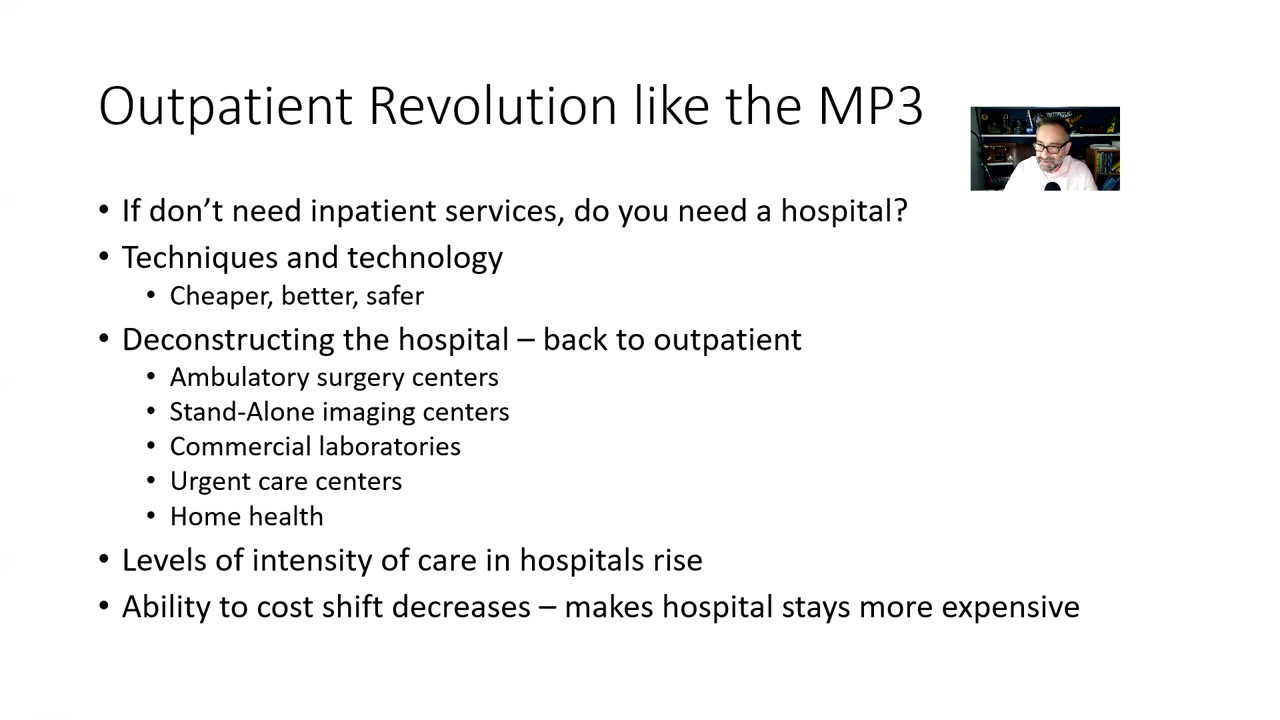 Outpatient Revolution like the MP3
• If don’t need inpatient services, do you need a hospital?
• Techniques and technology
• Cheaper, better, safer
• Deconstructing the hospital – back to outpatient
• Ambulatory surgery centers
• Stand-Alone imaging centers
• Commercial laboratories
• Urgent care centers
• Home health
• Levels of intensity of care in hospitals rise
• Ability to cost shift decreases – makes hospital stays more expensive